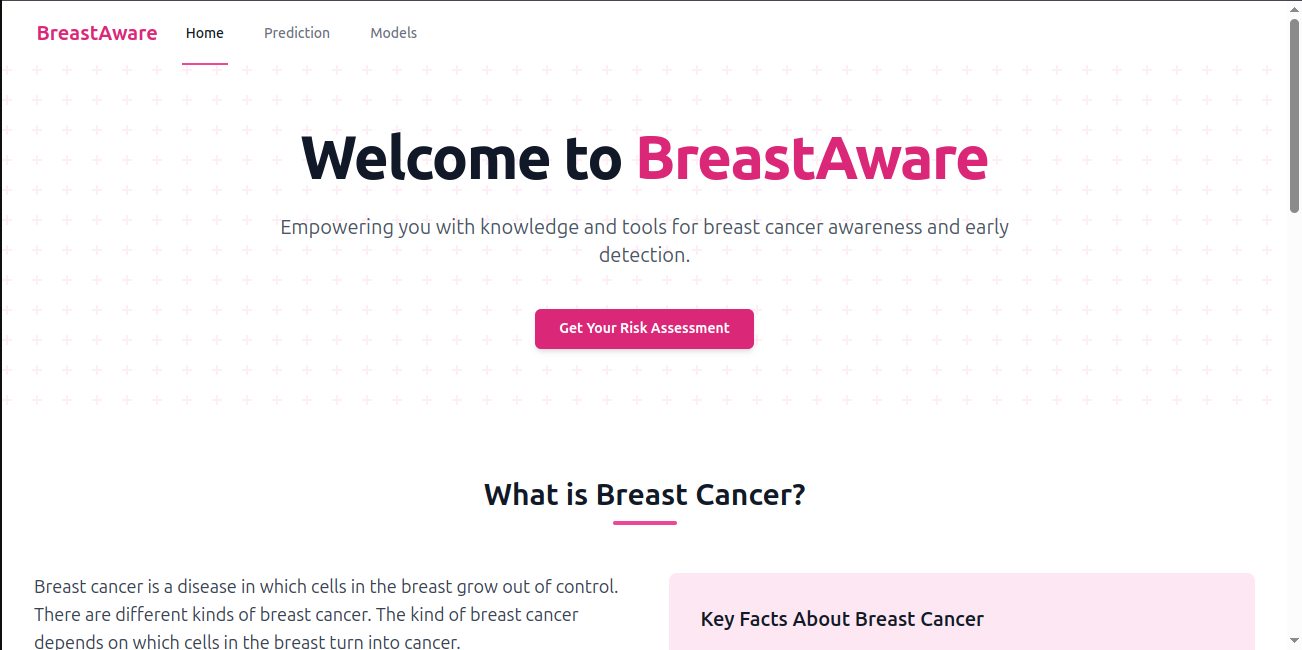 BreastAware Home Prediction Models
Welcome to BreastAware
Empowering you with knowledge and tools for breast cancer awareness and early
detection.
Get Your Risk Assessment
What is Breast Cancer?
Breast cancer is a disease in which cells in the breast grow out of control.
There are different kinds of breast cancer. The kind of breast cancer
depends on which cells in the breast turn into cancer.
Key Facts About Breast Cancer